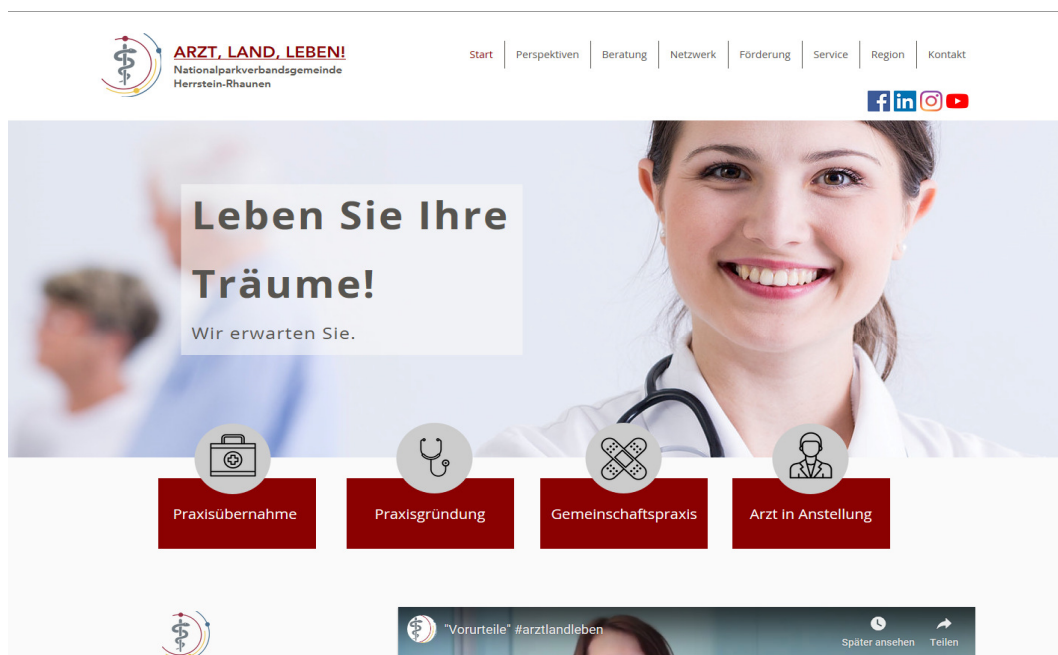 ARZT, LAND, LEBEN!
Nationalparkverbandsgemeinde
Herrstein-Rhaunen
Start
Perspektiven
Beratung
Netzwerk
Förderung
Service
Region
Kontakt
Leben Sie Ihre
Träume!
Wir erwarten Sie.
Praxisübernahme
Praxisgründung
Gemeinschaftspraxis
Arzt in Anstellung
"Vorurteile" #arztlandleben
Später ansehen
Teilen